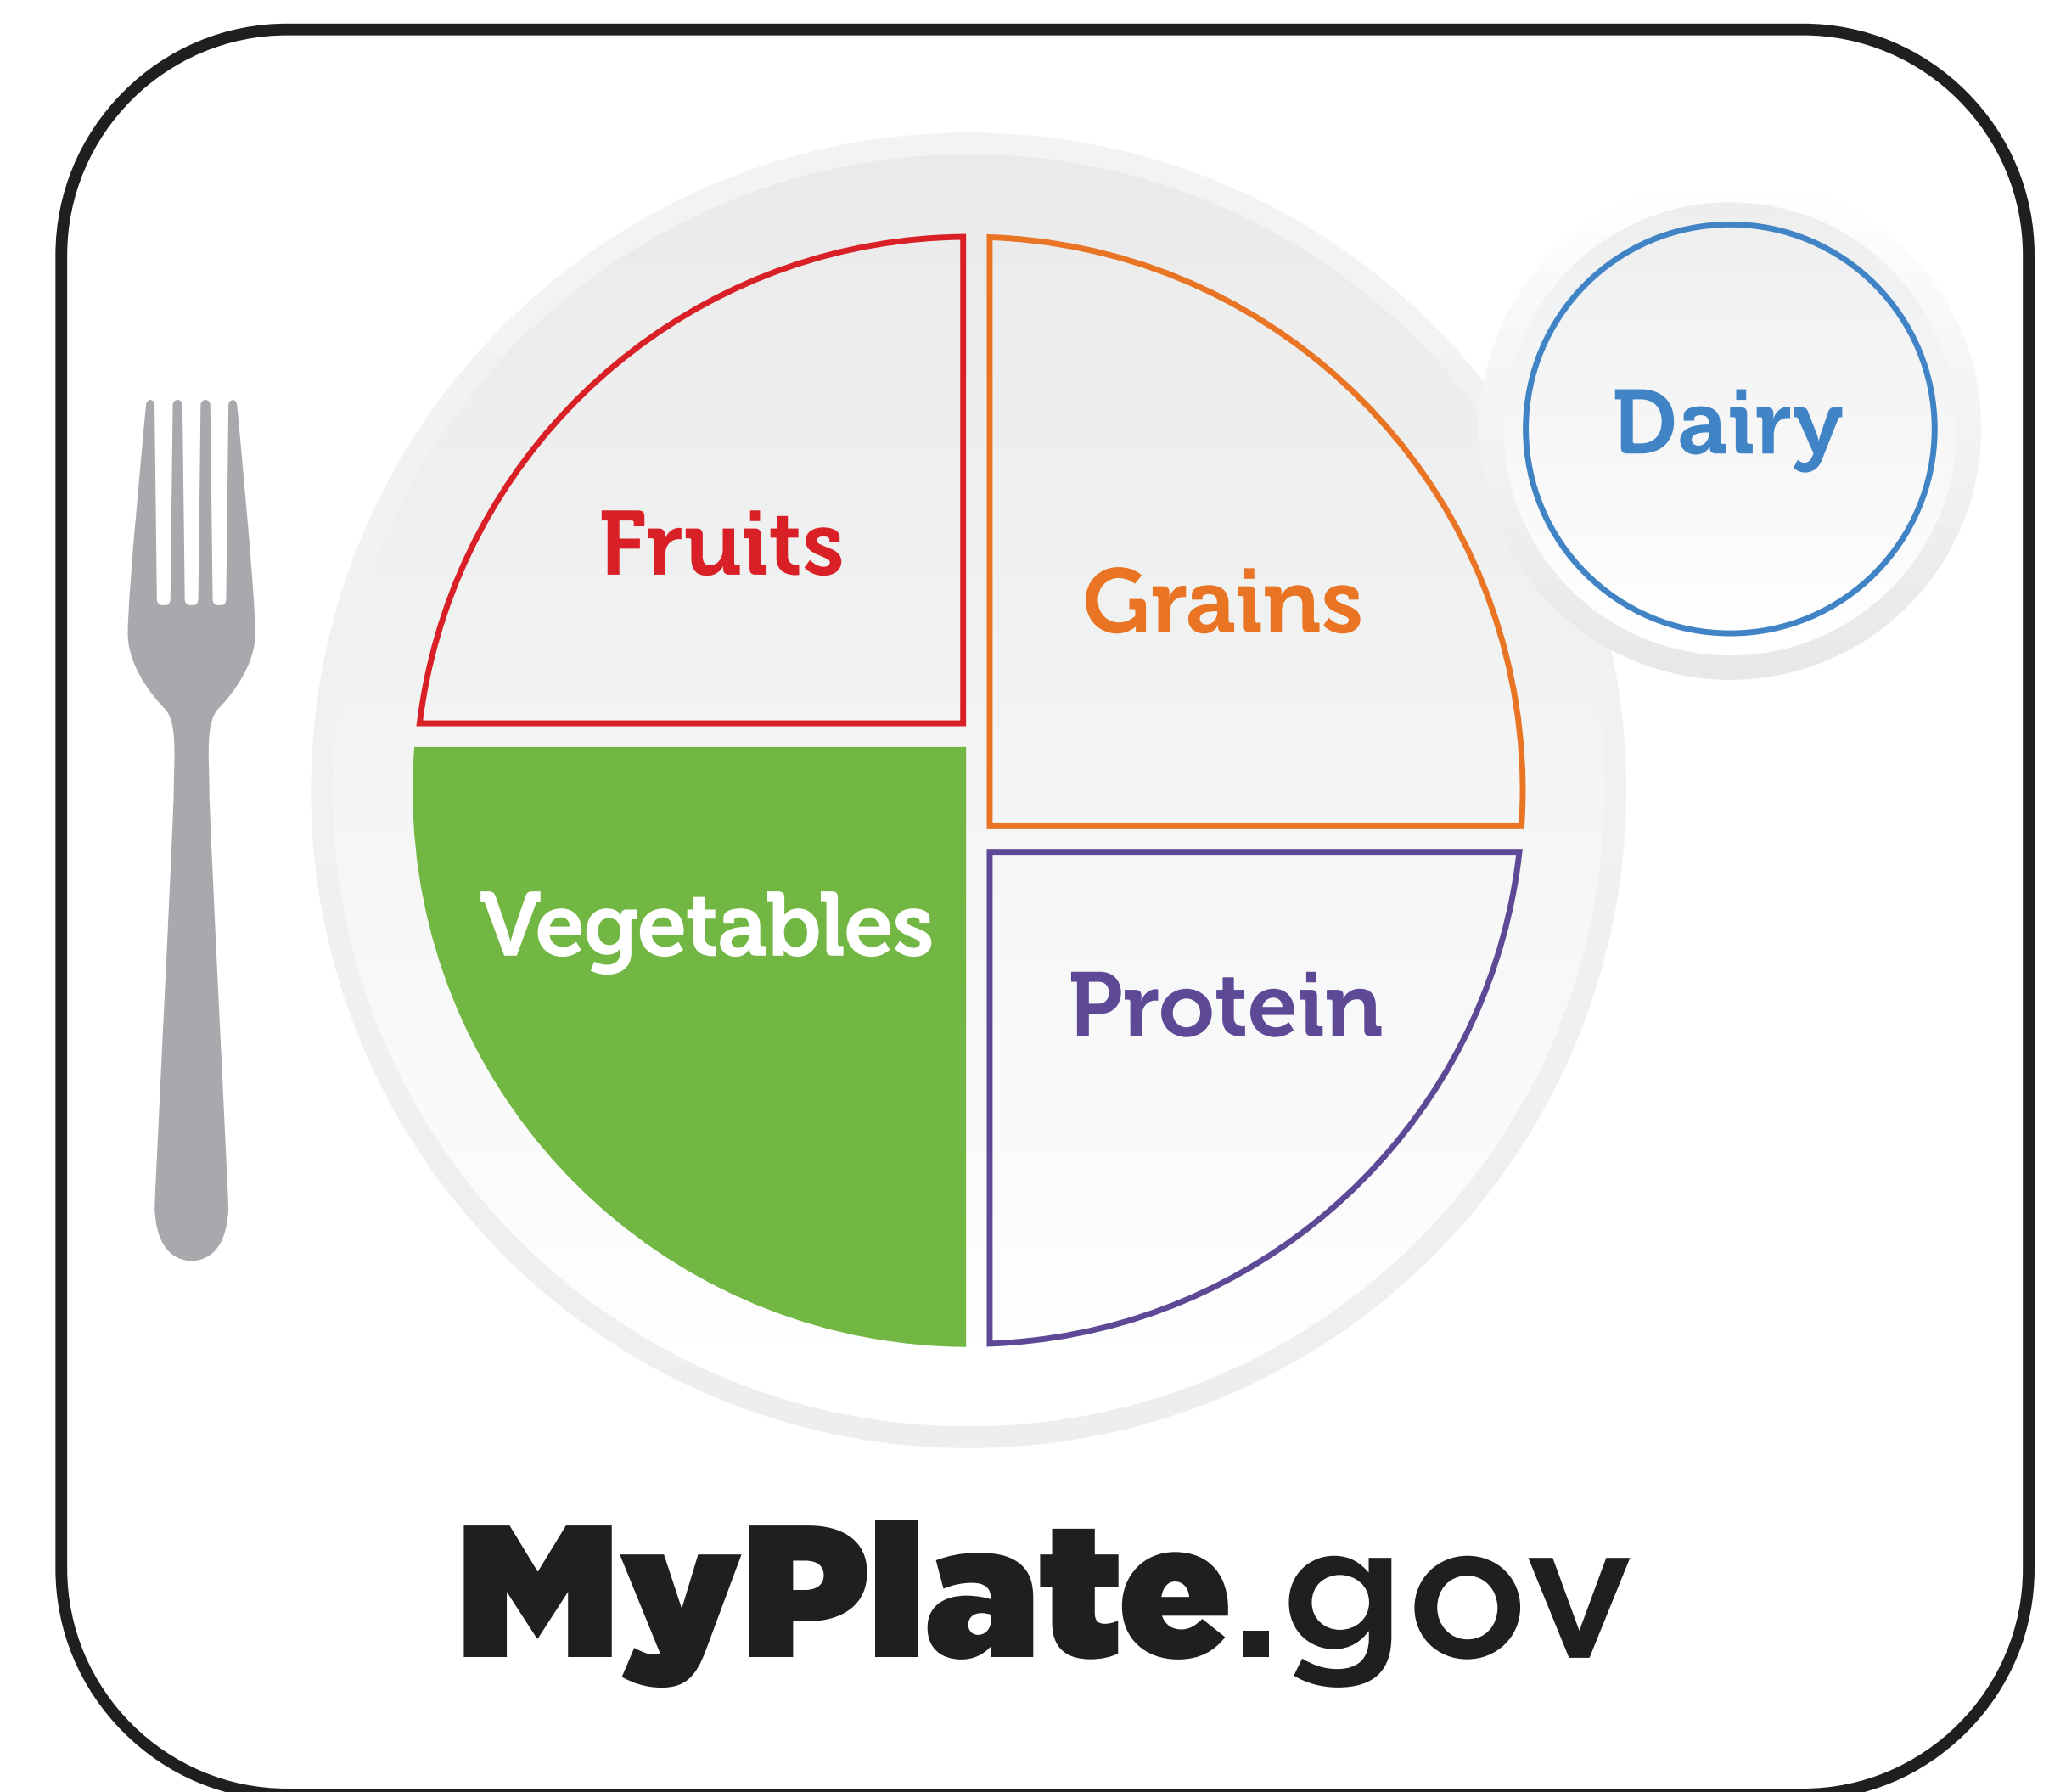 Fruits
Grains
Dairy
Vegetables
Protein
MyPlate.gov